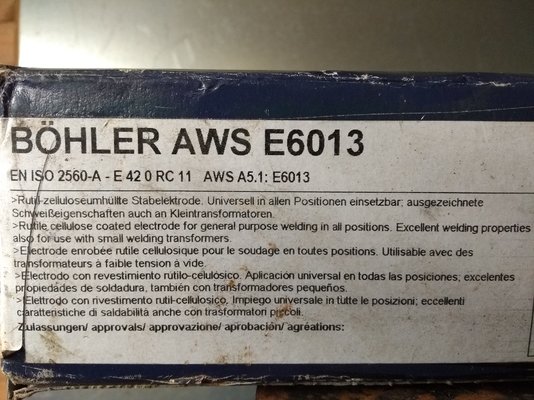 BÖHLER AWS E6013
EN ISO 2560-A - E 42 0 RC 11 AWS A5.1: E6013
>Rutil-zelluloseumhüllte Stabelektrode. Universell in allen Positionen einsetzbar; ausgezeichnete
Schweißeigenschaften auch an Kleintransformatoren.
>Rutile cellulose coated electrode for general purpose welding in all positions. Excellent welding properties
also for use with small welding transformers.
>Electrode enrobée rutile cellulosique pour le soudage en toutes positions. Utilisable avec des
transformateurs à faible tension à vide.
>Electrodo con revestimiento rutilo-celulósico. Aplicación universal en todas las posiciones; excelentes
propiedades de soldadura, también con transformadores pequeños.
>Elettrodo con rivestimento rutil-cellulosico. Impiego universale in tutte le posizioni; eccellenti
caratteristiche di saldabilità anche con trasformatori piccoli.
Zulassungen/ approvals/ approvazione/ aprobación/ agréations: